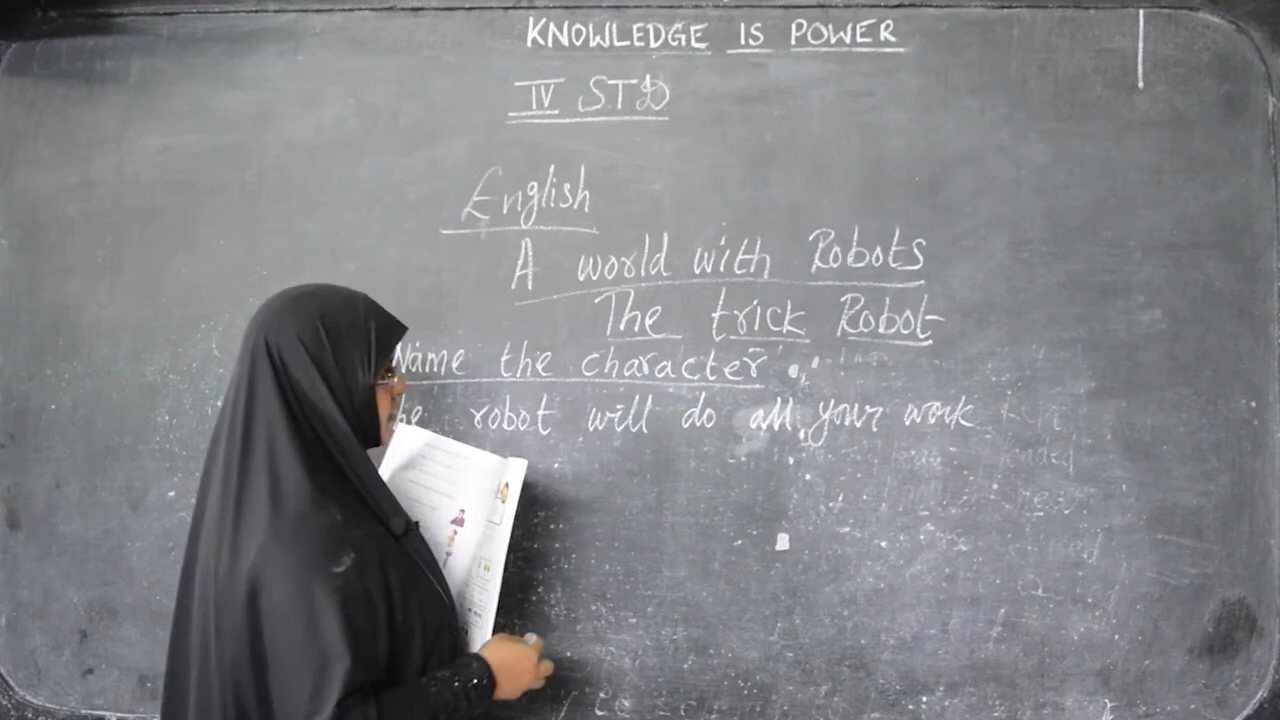 KNOWLEDGE IS POWER
IV STD
English
A world with Robots
The trick Robot
Name the character
he robot will do all your work